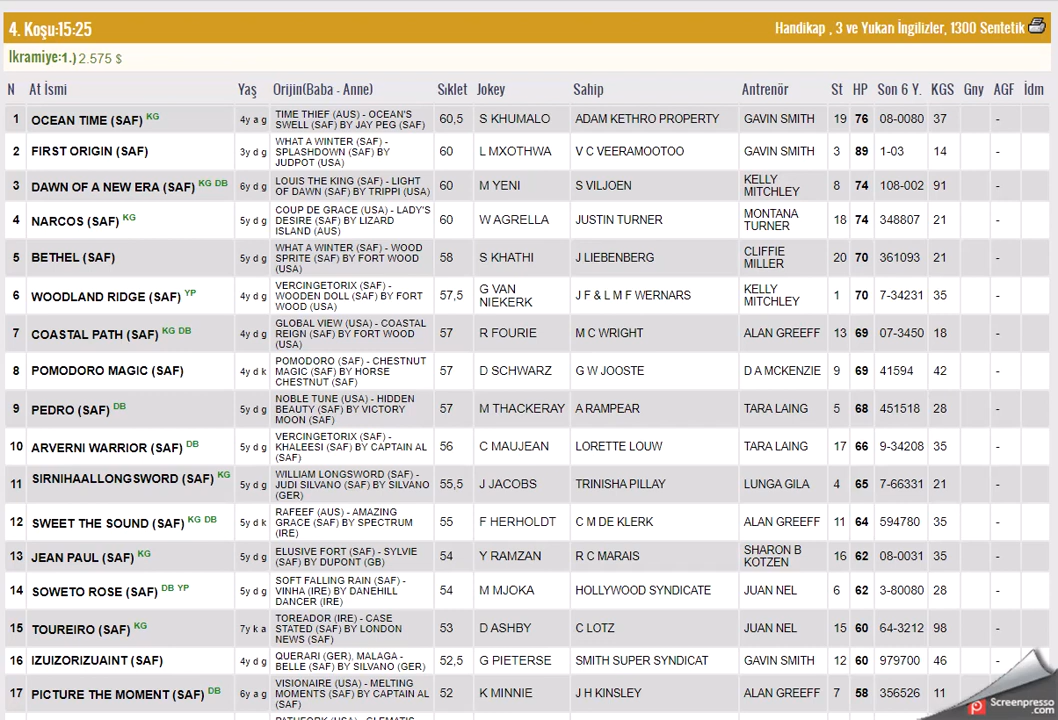 4. Koşu:15:25 Handikap , 3 ve Yukarı İngilizler, 1300 Sentetik
İkramiye:1.) 2.575 $
N At İsmi Yaş Orijin(Baba - Anne) Sıklet Jokey Sahip Antrenör St HP Son 6 Y. KGS Gny AGF İdm
1 OCEAN TIME (SAF) KG 4y a g TIME THIEF (AUS) - OCEAN'S SWELL (SAF) BY JAY PEG (SAF) 60,5 S KHUMALO ADAM KETHRO PROPERTY GAVIN SMITH 19 76 08-0080 37 -
2 FIRST ORIGIN (SAF) 3y d g WHAT A WINTER (SAF) - SPLASHDOWN (SAF) BY JUDPOT (USA) 60 L MXOTHWA V C VEERAMOOTOO GAVIN SMITH 3 89 1-03 14 -
3 DAWN OF A NEW ERA (SAF) KG DB 6y d g LOUIS THE KING (SAF) - LIGHT OF DAWN (SAF) BY TRIPPI (USA) 60 M YENI S VILJOEN KELLY MITCHLEY 8 74 108-002 91 -
4 NARCOS (SAF) KG 5y d g COUP DE GRACE (USA) - LADY'S DESIRE (SAF) BY LIZARD ISLAND (AUS) 60 W AGRELLA JUSTIN TURNER MONTANA TURNER 18 74 348807 21 -
5 BETHEL (SAF) 5y d g WHAT A WINTER (SAF) - WOOD SPRITE (SAF) BY FORT WOOD (USA) 58 S KHATHI J LIEBENBERG CLIFFIE MILLER 20 70 361093 21 -
6 WOODLAND RIDGE (SAF) YP 4y d g VERCINGETORIX (SAF) - WOODEN DOLL (SAF) BY FORT WOOD (USA) 57,5 G VAN NIEKERK J F & L M F WERNARS KELLY MITCHLEY 1 70 7-34231 35 -
7 COASTAL PATH (SAF) KG DB 4y d g GLOBAL VIEW (USA) - COASTAL REIGN (SAF) BY FORT WOOD (USA) 57 R FOURIE M C WRIGHT ALAN GREEFF 13 69 07-3450 18 -
8 POMODORO MAGIC (SAF) 4y d k POMODORO (SAF) - CHESTNUT MAGIC (SAF) BY HORSE CHESTNUT (SAF) 57 D SCHWARZ G W JOOSTE D A MCKENZIE 9 69 41594 42 -
9 PEDRO (SAF) DB 5y d g NOBLE TUNE (USA) - HIDDEN BEAUTY (SAF) BY VICTORY MOON (SAF) 57 M THACKERAY A RAMPEAR TARA LAING 5 68 451518 28 -
10 ARVERNI WARRIOR (SAF) DB 5y d g VERCINGETORIX (SAF) - KHALEESI (SAF) BY CAPTAIN AL (SAF) 56 C MAUJEAN LORETTE LOUW TARA LAING 17 66 9-34208 35 -
11 SIRNIHAALLONGSWORD (SAF) KG 5y d g WILLIAM LONGSWORD (SAF) - JUDI SILVANO (SAF) BY SILVANO (GER) 55,5 J JACOBS TRINISHA PILLAY LUNGA GILA 4 65 7-66331 21 -
12 SWEET THE SOUND (SAF) KG DB 5y d k RAFEEF (AUS) - AMAZING GRACE (SAF) BY SPECTRUM (IRE) 55 F HERHOLDT C M DE KLERK ALAN GREEFF 11 64 594780 35 -
13 JEAN PAUL (SAF) KG 5y d g ELUSIVE FORT (SAF) - SYLVIE (SAF) BY DUPONT (GB) 54 Y RAMZAN R C MARAIS SHARON B KOTZEN 16 62 08-0031 35 -
14 SOWETO ROSE (SAF) DB YP 5y d g SOFT FALLING RAIN (SAF) - VINHA (IRE) BY DANEHILL DANCER (IRE) 54 M MJOKA HOLLYWOOD SYNDICATE JUAN NEL 6 62 3-80080 28 -
15 TOUREIRO (SAF) KG 7y k a TOREADOR (IRE) - CASE STATED (SAF) BY LONDON NEWS (SAF) 53 D ASHBY C LOTZ JUAN NEL 15 60 64-3212 98 -
16 IZUIZORIZUAINT (SAF) 4y d g QUERARI (GER), MALAGA - BELLE (SAF) BY SILVANO (GER) 52,5 G PIETERSE SMITH SUPER SYNDICAT GAVIN SMITH 12 60 979700 46 -
17 PICTURE THE MOMENT (SAF) DB 6y a g VISIONAIRE (USA) - MELTING MOMENTS (SAF) BY CAPTAIN AL (SAF) 52 K MINNIE J H KINSLEY ALAN GREEFF 7 58 356526 11 -
Screenpresso
.com